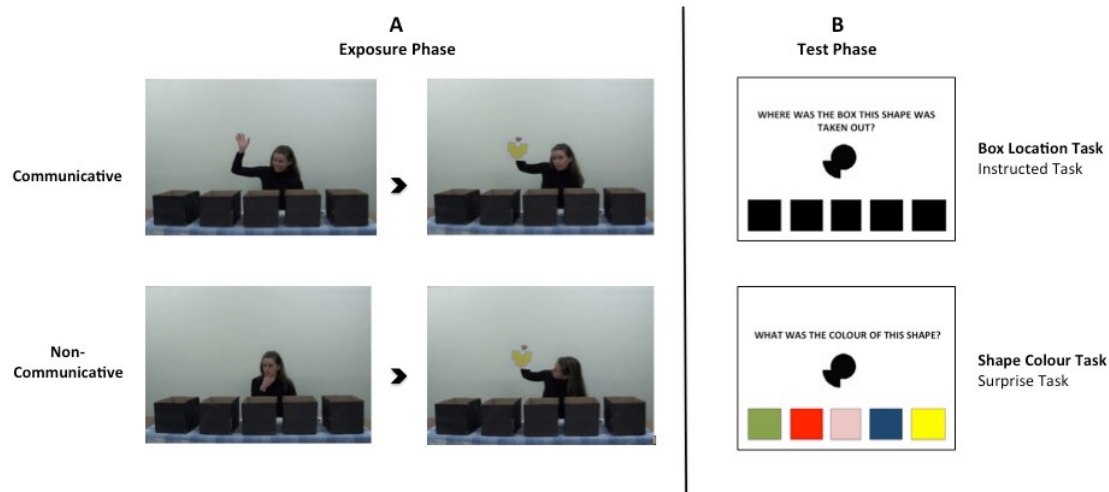 A
Exposure Phase
B
Test Phase
Communicative
WHERE WAS THE BOX THIS SHAPE WAS
TAKEN OUT?
Box Location Task
Instructed Task
Non-
Communicative
WHAT WAS THE COLOUR OF THIS SHAPE?
Shape Colour Task
Surprise Task